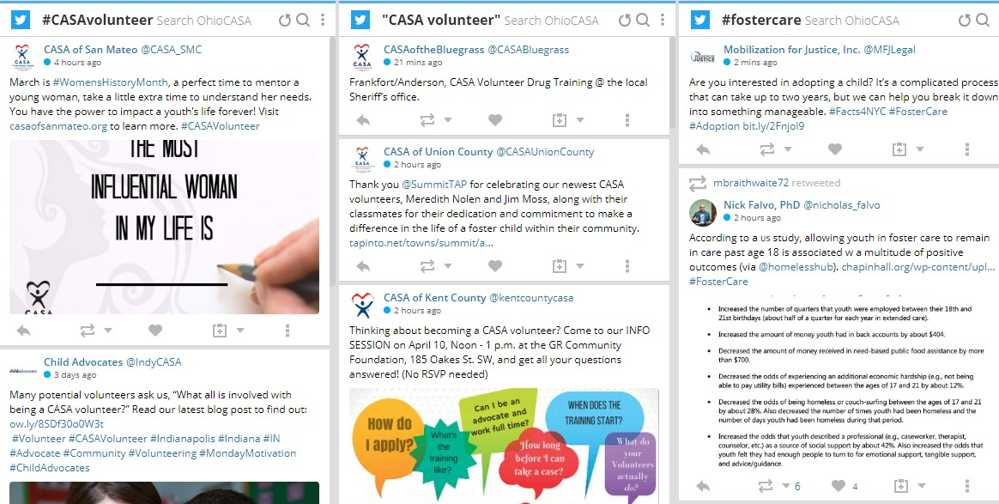 #CASAvolunteer Search OhioCASA
CASA of San Mateo @CASA_SMC
4 hours ago
March is #WomensHistoryMonth, a perfect time to mentor a
young woman, take a little extra time to understand her needs.
You have the power to impact a youth's life forever! Visit
casaofsanmateo.org to learn more. #CASAVolunteer
THE MOST
INFLUENTIAL WOMAN
IN MY LIFE IS
CASA
Child Advocates @IndyCASA
3 days ago
Many potential volunteers ask us, “What all is involved with
being a CASA volunteer?” Read our latest blog post to find out:
ow.ly/8SDf30o0W3t
#Volunteer #CASAVolunteer #Indianapolis #Indiana #IN
#Advocate #Community #Volunteering #MondayMotivation
#ChildAdvocates
"CASA volunteer" Search OhioCASA
CASAoftheBluegrass @CASABluegrass
21 mins ago
Frankfort/Anderson, CASA Volunteer Drug Training @ the local
Sheriff's office.
CASA of Union County @CASAUnionCounty
2 hours ago
Thank you @SummitTAP for celebrating our newest CASA
volunteers, Meredith Nolen and Jim Moss, along with their
classmates for their dedication and commitment to make a
difference in the life of a foster child within their community.
tapinto.net/towns/summit/a...
CASA of Kent County @kentcountycasa
2 hours ago
Thinking about becoming a CASA volunteer? Come to our INFO
SESSION on April 10, Noon - 1 p.m. at the GR Community
Foundation, 185 Oakes St. SW, and get all your questions
answered! (No RSVP needed)
How do
I apply?
What's
the
training
like?
Can I be an
advocate and
work full time?
How long
before I can
take a case?
WHEN DOES THE
TRAINING START?
What do
your
Volunteers
actually
do?
#fostercare Search OhioCASA
Mobilization for Justice, Inc. @MFJLegal
2 mins ago
Are you interested in adopting a child? It's a complicated process
that can take up to two years, but we can help you break it down
into something manageable. #Facts4NYC #FosterCare
#Adoption bit.ly/2Fnjol9
mbraithwaite72 retweeted
Nick Falvo, PhD @nicholas_falvo
2 hours ago
According to a us study, allowing youth in foster care to remain
in care past age 18 is associated w a multitude of positive
outcomes (via @homelesshub). chapinhall.org/wp-content/upl...
#FosterCare
• Increased the number of quarters that youth were employed between their 18th and
21st birthdays (about half of a quarter for each year in extended care).
• Increased the amount of money youth had in back accounts by about $404.
• Decreased the amount of money received in need-based public food assistance by more
than $700.
• Decreased the odds of experiencing an additional economic hardship (e.g., not being
able to pay utility bills) experienced between the ages of 17 and 21 by about 12%.
• Decreased the odds of being homeless or couch-surfing between the ages of 17 and 21
by about 28%. Also decreased the number of times youth had been homeless and the
number of days youth had been homeless during that period.
• Increased the odds that youth described a professional (e.g., caseworker, therapist,
counselor, etc.) as a source of social support by about 42%. Also increased the odds that
youth felt they had enough people to turn to for emotional support, tangible support,
and advice/guidance.
6 4